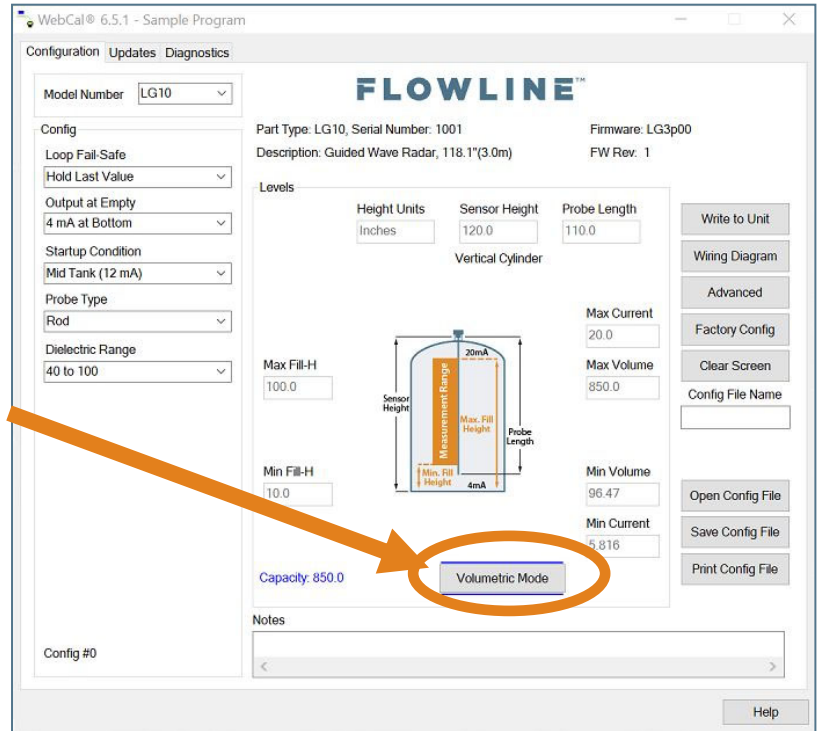 WebCal® 6.5.1 - Sample Program
Configuration Updates Diagnostics
Model Number LG10
FLOWLINE™
Config
Part Type: LG10, Serial Number: 1001 Firmware: LG3p00
Description: Guided Wave Radar, 118.1"(3.0m) FW Rev: 1
Loop Fail-Safe
Hold Last Value
Output at Empty
4 mA at Bottom
Startup Condition
Mid Tank (12 mA)
Probe Type
Rod
Dielectric Range
40 to 100
Config #0
Levels
Height Units Sensor Height Probe Length
Inches 120.0 110.0
Vertical Cylinder
Max Fill-H
100.0
Min Fill-H
10.0
20mA
Sensor
Height
Measurement Range
Max. Fill
Height
Probe
Length
Min. Fill
Height
4mA
Max Current
20.0
Max Volume
850.0
Min Volume
96.47
Min Current
5.816
Capacity: 850.0
Volumetric Mode
Notes
Write to Unit
Wiring Diagram
Advanced
Factory Config
Clear Screen
Config File Name
Open Config File
Save Config File
Print Config File
Help